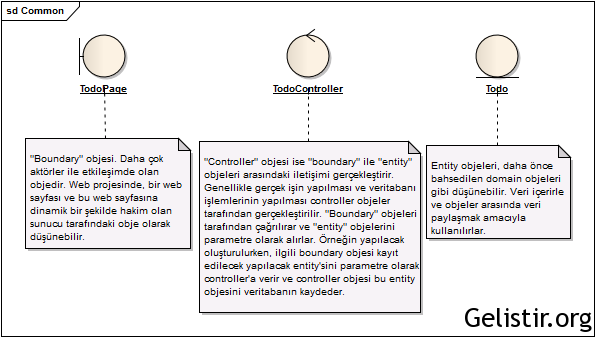 sd Common
TodoPage
TodoController
Todo
"Boundary" objesi. Daha çok
aktörler ile etkileşimde olan
objedir. Web projesinde, bir web
sayfası ve bu web sayfasına
dinamik bir şekilde hakim olan
sunucu tarafındaki obje olarak
düşünebilir.
"Controller" objesi ise "boundary" ile "entity"
objeleri arasındaki iletişimi gerçekleştirir.
Genellikle gerçek işin yapılması ve veritabanı
işlemlerinin yapılması controller objeler
tarafından gerçekleştirilir. "Boundary" objeleri
tarafından çağrılırar ve "entity" objelerini
parametre olarak alırlar. Örneğin yapılacak
oluşturulurken, ilgili boundary objesi kayıt
edilecek yapılacak entity'sini parametre olarak
controller'a verir ve controller objesi bu entity
objesini veritabanın kaydeder.
Entity objeleri, daha önce
bahsedilen domain objeleri
gibi düşünebilir. Veri içerirler
ve objeler arasında veri
paylaşmak amacıyla
kullanılırlar.
Gelistir.org